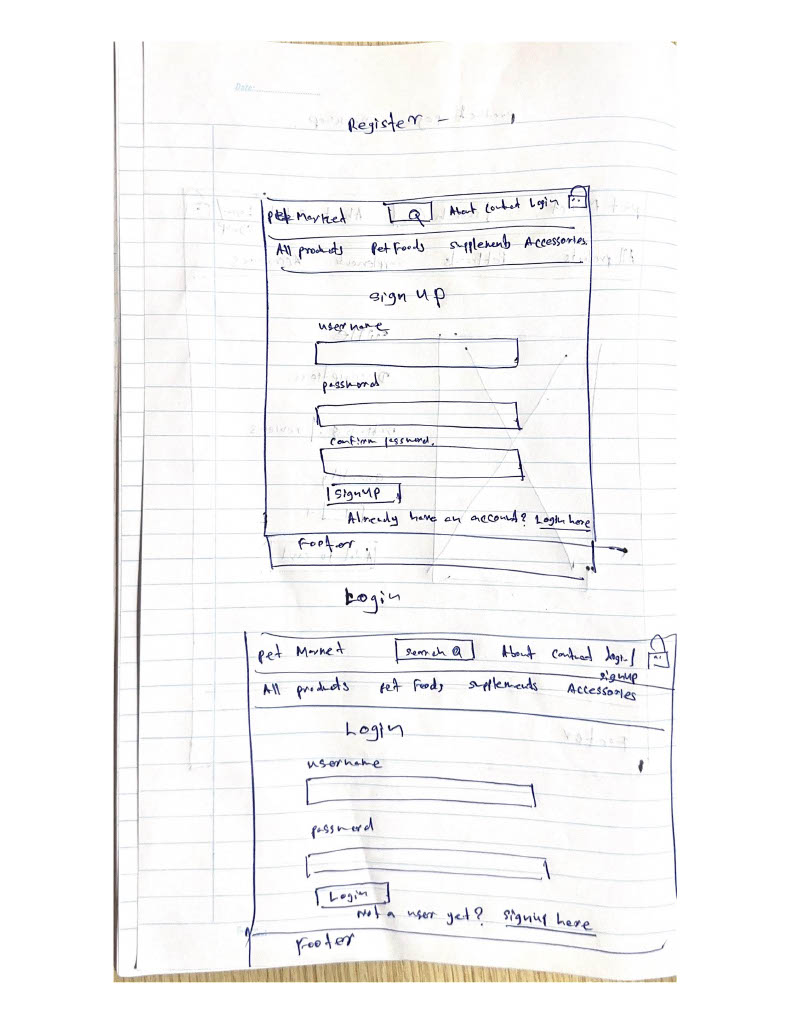 Date:
Register -
Pet Market Q About Contact Login
All products Pet Foods supplements Accessories
sign up
username
password
confirm password.
Signup
Already have an account? Login here
Footer.
Login
pet Market search Q About contact login/
signup
All products pet Foods supplements Accessories
Login
username
password
Login
Not a user yet? signup here
Footer